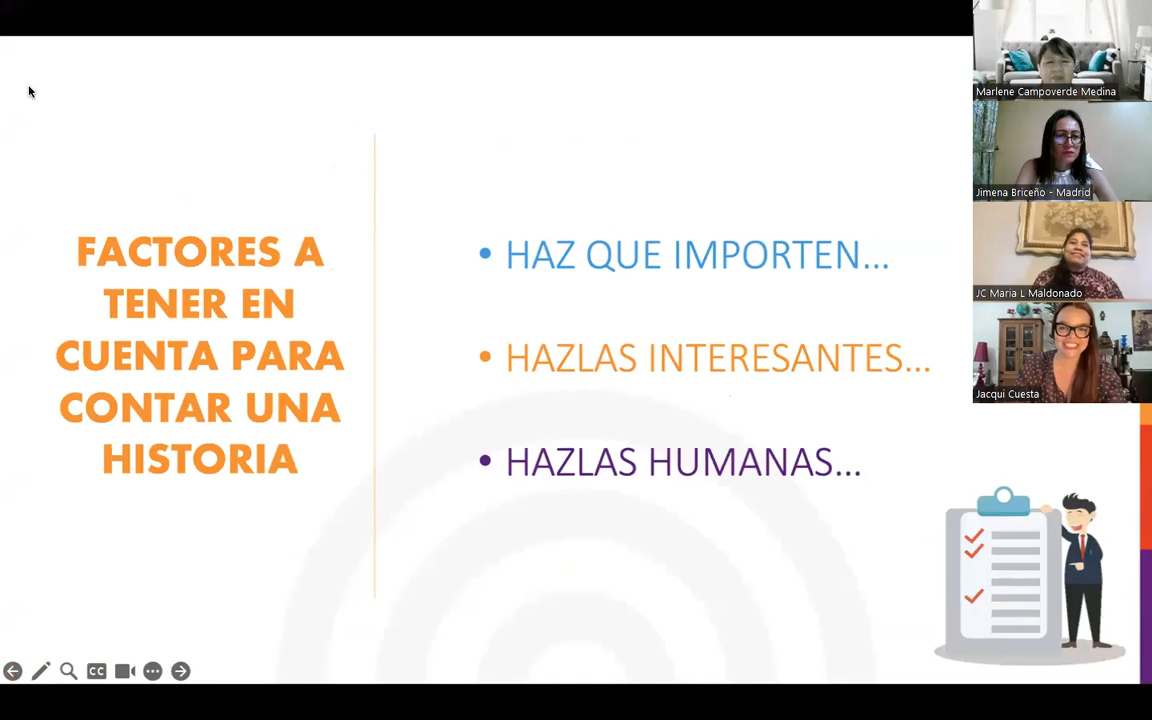 FACTORES A
TENER EN
CUENTA PARA
CONTAR UNA
HISTORIA
• HAZ QUE IMPORTEN...
• HAZLAS INTERESANTES...
• HAZLAS HUMANAS...
Marlene Campoverde Medina
Jimena Briceño - Madrid
JC Maria L Maldonado
Jacqui Cuesta
CC